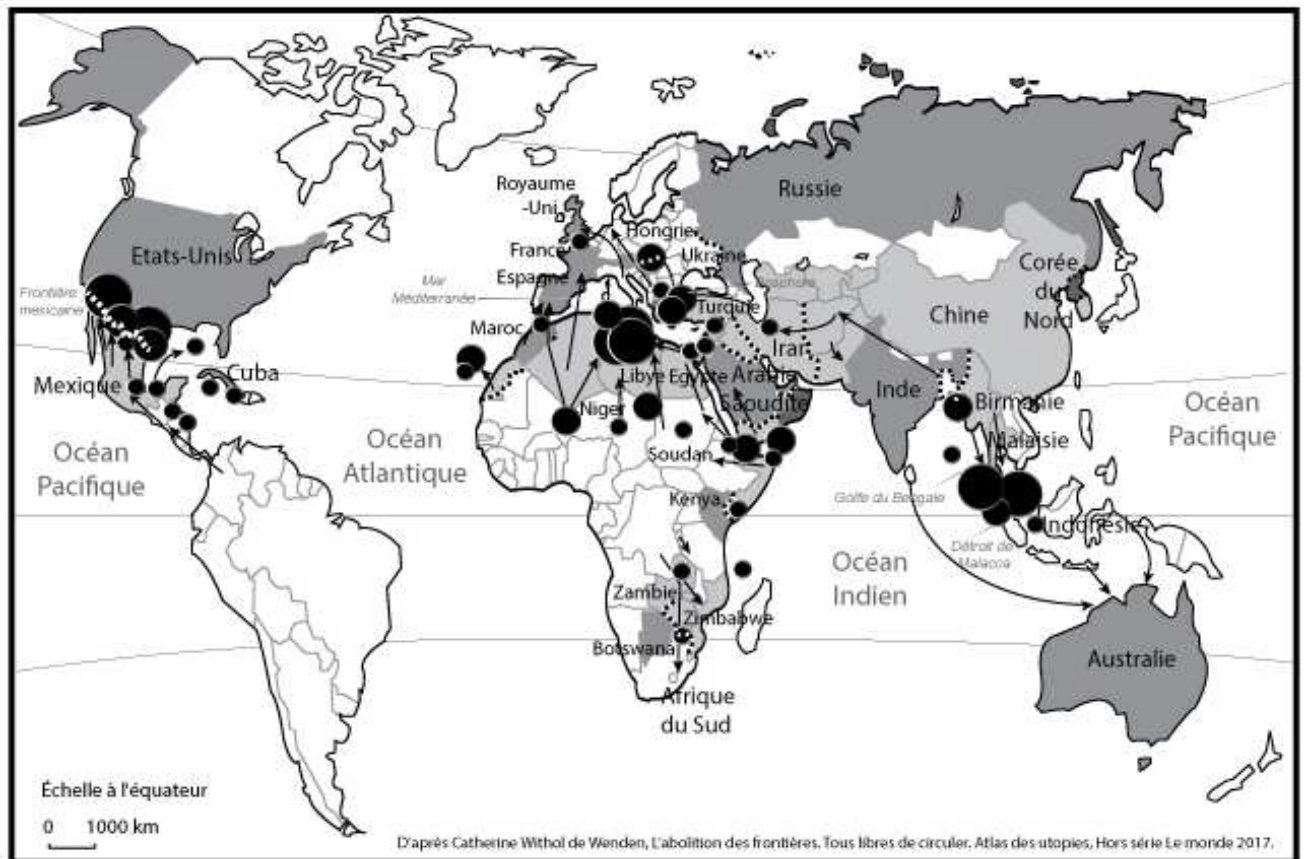 Royaume
-Uni
Russie
Hongrie
Etats-Unis
France
Ukraine
Espagne
Corée
du
Nord
Mer
Méditerranée
Frontière
mexicaine
Turquie
Chine
Maroc
Iran
Mexique
Cuba
Libye
Egypte
Arabie
Saoudite
Inde
Niger
Birmanie
Océan
Pacifique
Océan
Pacifique
Océan
Atlantique
Malaisie
Soudan
Golfe du Bengale
Kenya
Indonésie
Détroit de
Malacca
Océan
Indien
Zambie
Zimbabwe
Botswana
Australie
Afrique
du Sud
Échelle à l'équateur
0 1000 km
D'après Catherine Withol de Wenden, L'abolition des frontières. Tous libres de circuler. Atlas des utopies, Hors série Le monde 2017.